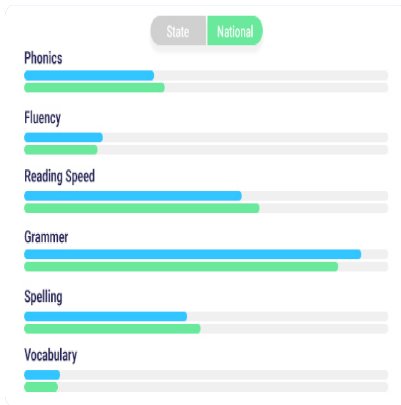 State National
Phonics
Fluency
Reading Speed
Grammer
Spelling
Vocabulary